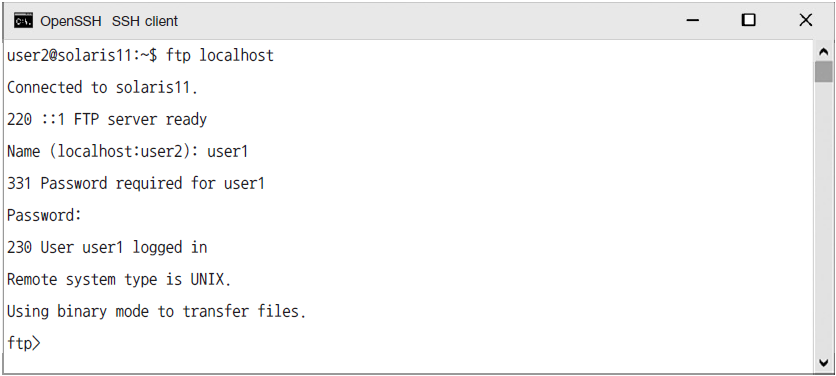 OpenSSH SSH client
user2@solaris11:~$ ftp localhost
Connected to solaris11.
220 ::1 FTP server ready
Name (localhost:user2): user1
331 Password required for user1
Password:
230 User user1 logged in
Remote system type is UNIX.
Using binary mode to transfer files.
ftp>